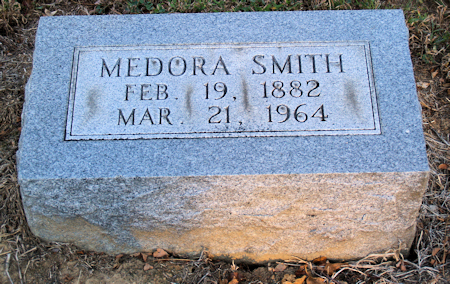 MEDORA SMITH
FEB. 19, 1882
MAR. 21, 1964